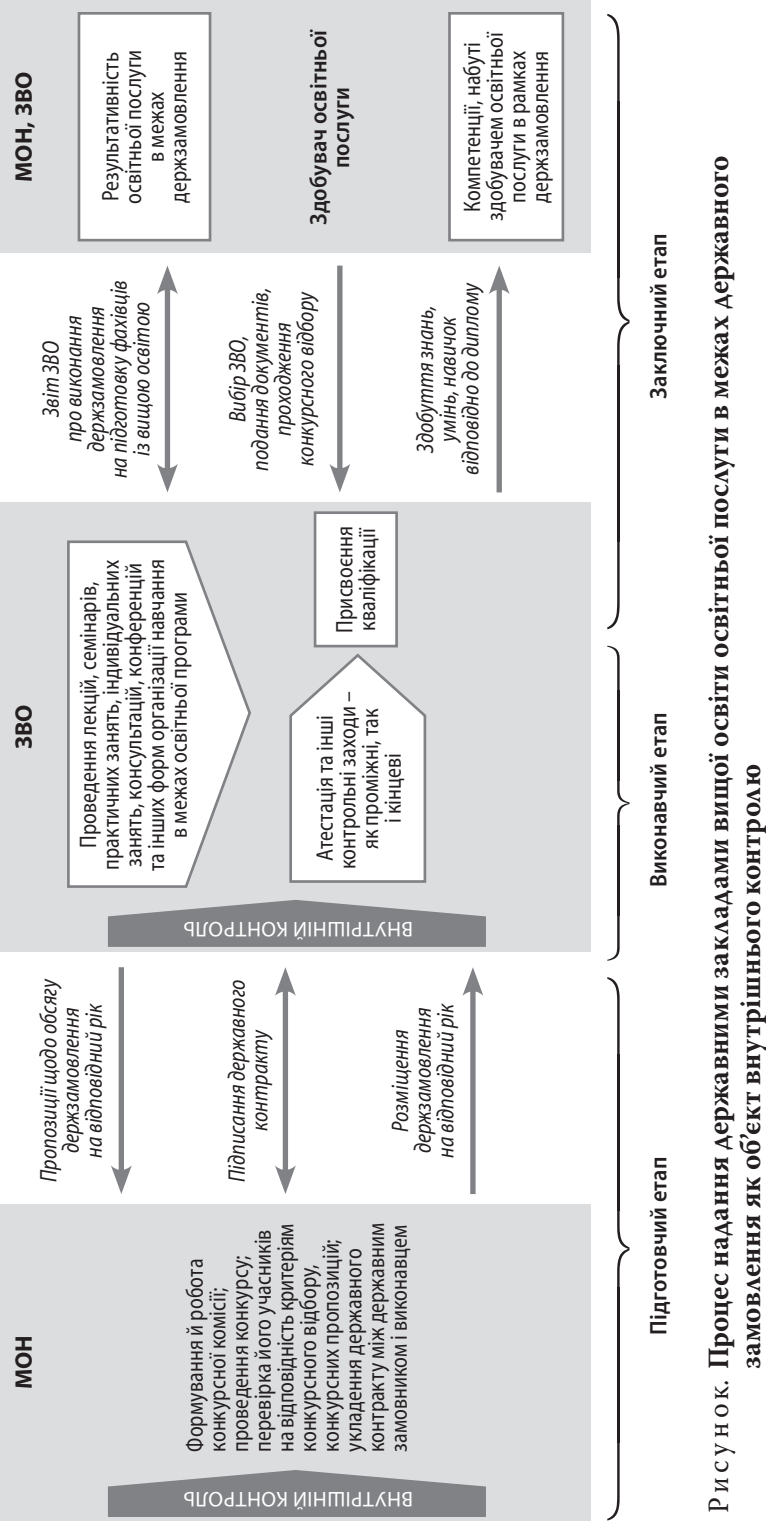 МОН
ВНУТРІШНІЙ КОНТРОЛЬ
Формування й робота
конкурсної комісії;
проведення конкурсу;
перевірка його учасників
на відповідність критеріям
конкурсного відбору,
конкурсних пропозицій;
укладення державного
контракту між державним
замовником і виконавцем
Пропозиції щодо обсягу
держзамовлення
на відповідний рік
Підписання державного
контракту
Розміщення
держзамовлення
на відповідний рік
ЗВО
ВНУТРІШНІЙ КОНТРОЛЬ
Проведення лекцій, семінарів,
практичних занять, індивідуальних
занять, консультацій, конференцій
та інших форм організації навчання
в межах освітньої програми
Атестація та інші
контрольні заходи –
як проміжні, так
і кінцеві
Присвоєння
кваліфікації
Звіт ЗВО
про виконання
держзамовлення
на підготовку фахівців
із вищою освітою
Вибір ЗВО,
подання документів,
проходження
конкурсного відбору
Здобуття знань,
умінь, навичок
відповідно до диплому
МОН, ЗВО
Результативність
освітньої послуги
в межах
держзамовлення
Здобувач освітньої
послуги
Компетенції, набуті
здобувачем освітньої
послуги в рамках
держзамовлення
Підготовчий етап
Виконавчий етап
Заключний етап
Рисунок. Процес надання державними закладами вищої освіти освітньої послуги в межах державного
замовлення як об’єкт внутрішнього контролю